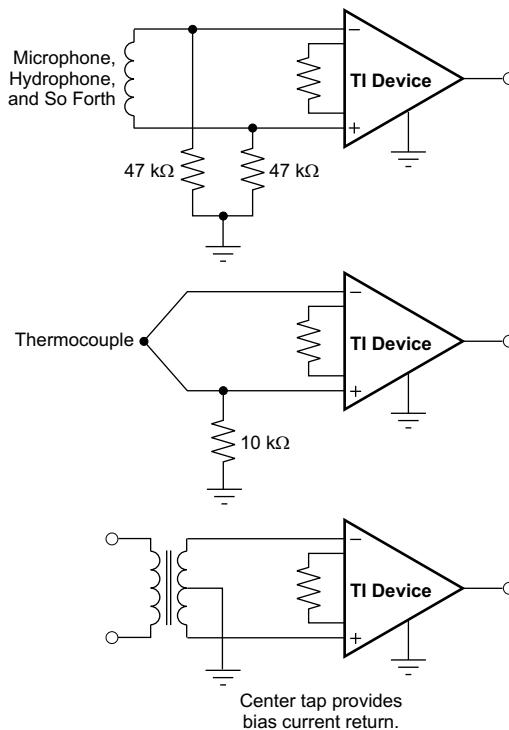 Microphone,
Hydrophone,
and So Forth
−
TI Device
+
47 kΩ
47 kΩ
Thermocouple
−
TI Device
+
10 kΩ
−
TI Device
+
Center tap provides
bias current return.